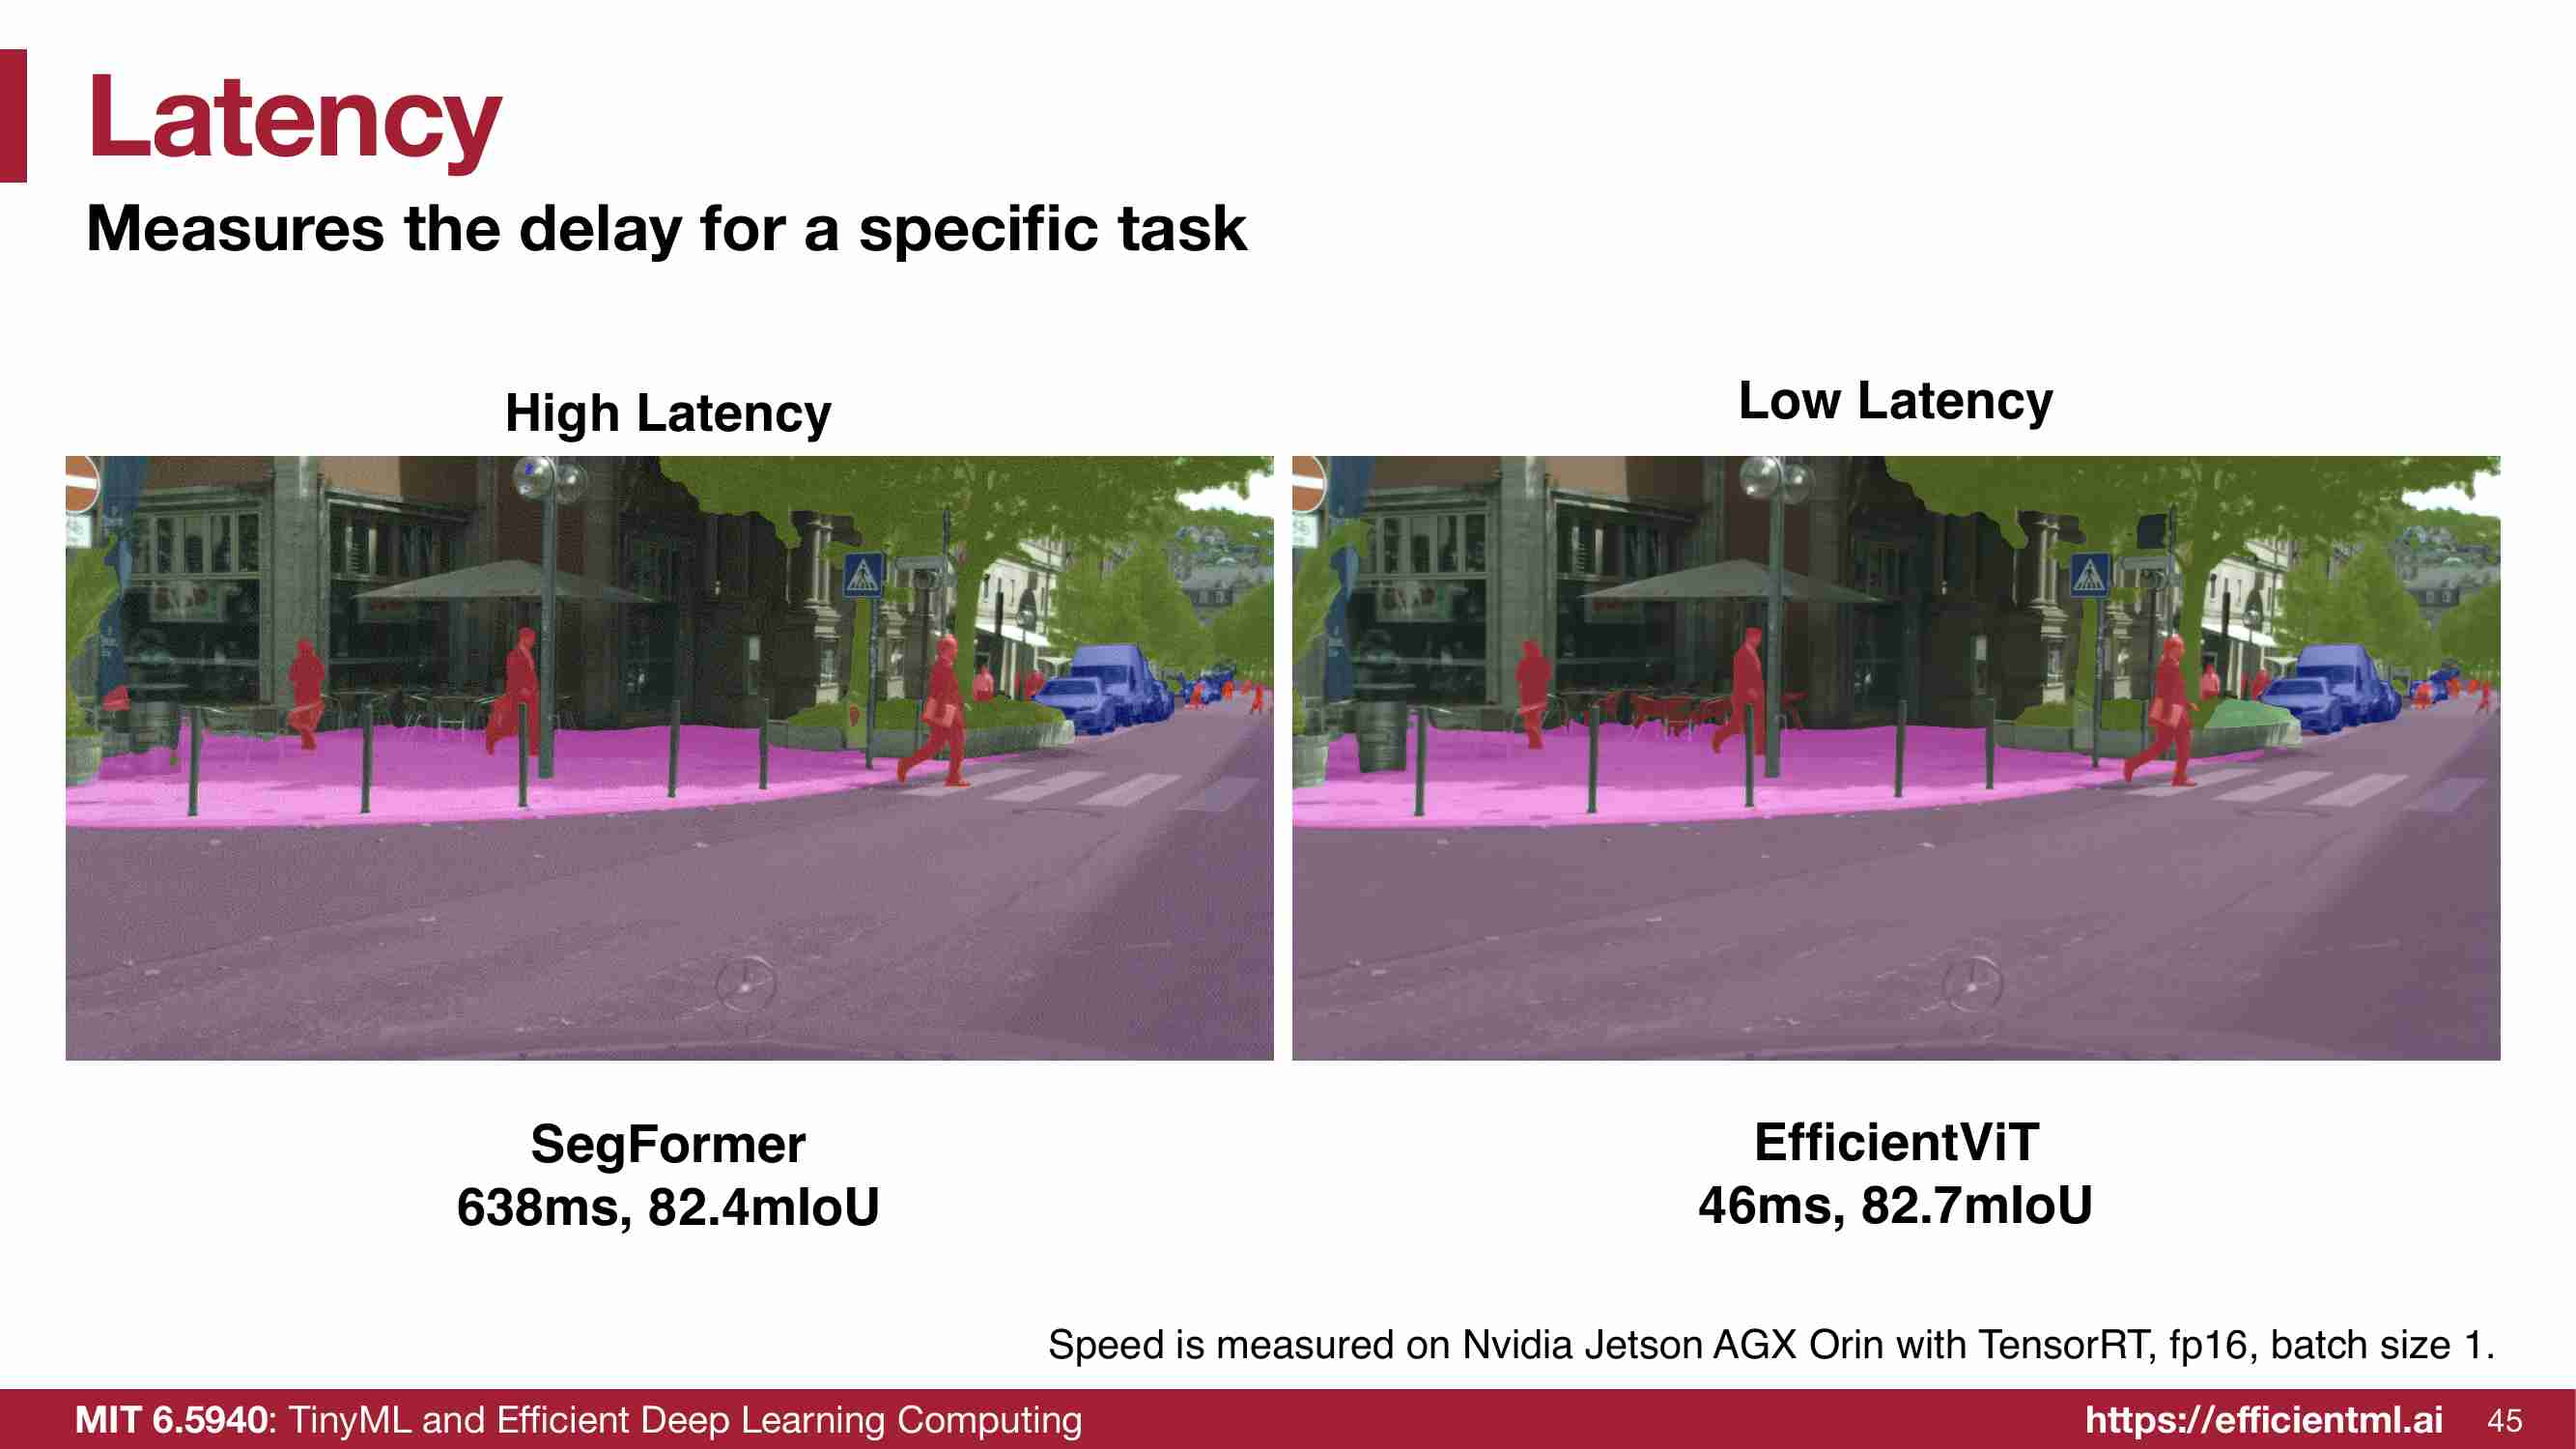 Latency
Measures the delay for a specific task
High Latency
Low Latency
SegFormer
638ms, 82.4mIoU
EfficientViT
46ms, 82.7mIoU
Speed is measured on Nvidia Jetson AGX Orin with TensorRT, fp16, batch size 1.
MIT 6.5940: TinyML and Efficient Deep Learning Computing
https://efficientml.ai
45